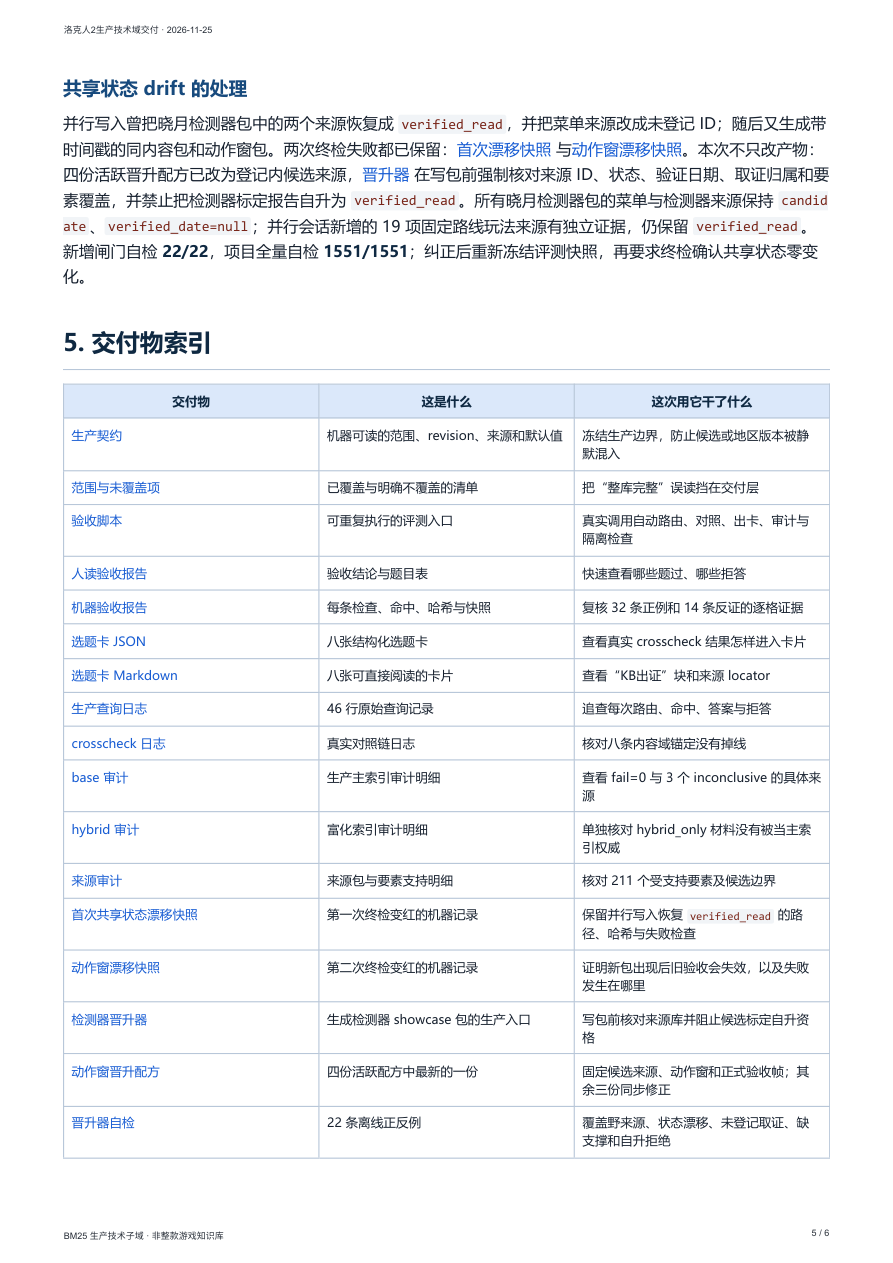 洛克人2生产技术域交付 · 2026-11-25
共享状态 drift 的处理
并行写入曾把晓月检测器包中的两个来源恢复成 verified_read，并把菜单来源改成未登记 ID；随后又生成带
时间戳的同内容包和动作窗包。两次终检失败都已保留：首次漂移快照 与动作窗漂移快照。本次不只改产物：
四份活跃晋升配方已改为登记内候选来源，晋升器 在写包前强制核对来源 ID、状态、验证日期、取证归属和要
素覆盖，并禁止把检测器标定报告自升为 verified_read。所有晓月检测器包的菜单与检测器来源保持 candid
ate、verified_date=null；并行会话新增的 19 项固定路线玩法来源有独立证据，仍保留 verified_read。
新增闸门自检 22/22，项目全量自检 1551/1551；纠正后重新冻结评测快照，再要求终检确认共享状态零变
化。
5. 交付物索引
交付物 这是什么 这次用它干了什么
生产契约 机器可读的范围、revision、来源和默认值 冻结生产边界，防止候选或地区版本被静
默混入
范围与未覆盖项 已覆盖与明确不覆盖的清单 把“整库完整”误读挡在交付层
验收脚本 可重复执行的评测入口 真实调用自动路由、对照、出卡、审计与
隔离检查
人读验收报告 验收结论与题目表 快速查看哪些题过、哪些拒答
机器验收报告 每条检查、命中、哈希与快照 复核 32 条正例和 14 条反证的逐格证据
选题卡 JSON 八张结构化选题卡 查看真实 crosscheck 结果怎样进入卡片
选题卡 Markdown 八张可直接阅读的卡片 查看“KB出证”块和来源 locator
生产查询日志 46 行原始查询记录 追查每次路由、命中、答案与拒答
crosscheck 日志 真实对照链日志 核对八条内容域锚定没有掉线
base 审计 生产主索引审计明细 查看 fail=0 与 3 个 inconclusive 的具体来
源
hybrid 审计 富化索引审计明细 单独核对 hybrid_only 材料没有被当主索
引权威
来源审计 来源包与要素支持明细 核对 211 个受支持要素及候选边界
首次共享状态漂移快照 第一次终检变红的机器记录 保留并行写入恢复 verified_read 的路
径、哈希与失败检查
动作窗漂移快照 第二次终检变红的机器记录 证明新包出现后旧验收会失效，以及失败
发生在哪里
检测器晋升器 生成检测器 showcase 包的生产入口 写包前核对来源库并阻止候选标定自升资
格
动作窗晋升配方 四份活跃配方中最新的一份 固定候选来源、动作窗和正式验收帧；其
余三份同步修正
晋升器自检 22 条离线正反例 覆盖野来源、状态漂移、未登记取证、缺
支撑和自升拒绝
BM25 生产技术子域 · 非整款游戏知识库
5 / 6